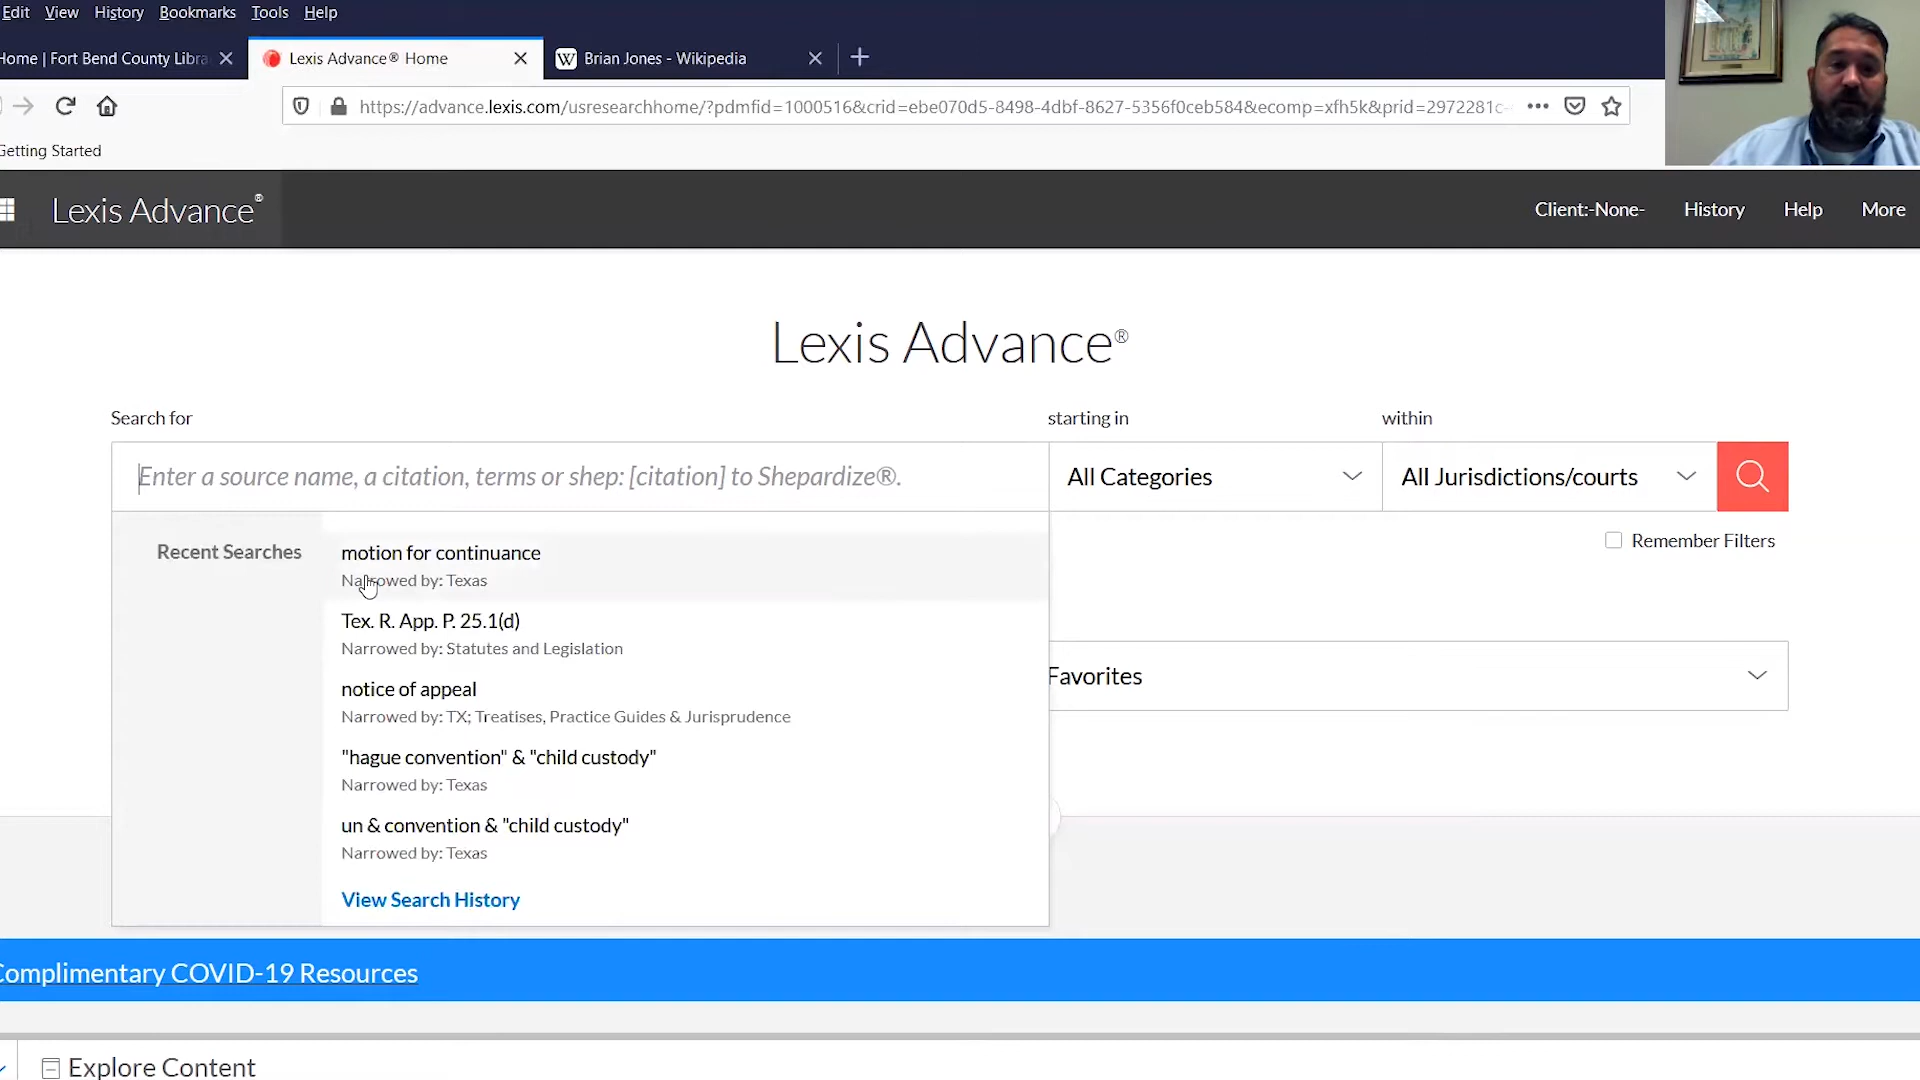 Edit View History Bookmarks Tools Help
Home | Fort Bend County Libra
Lexis Advance® Home
W Brian Jones - Wikipedia
https://advance.lexis.com/usresearchhome/?pdmfid=1000516&crid=ebe070d5-8498-4dbf-8627-5356f0ceb584&ecomp=xfh5k&prid=2972281c-
Getting Started
Lexis Advance®
Client:-None- History Help More
Lexis Advance®
Search for
starting in
within
Enter a source name, a citation, terms or shep: [citation] to Shepardize®.
All Categories
All Jurisdictions/courts
Remember Filters
Recent Searches
motion for continuance
Narrowed by: Texas
Tex. R. App. P. 25.1(d)
Narrowed by: Statutes and Legislation
notice of appeal
Narrowed by: TX; Treatises, Practice Guides & Jurisprudence
"hague convention" & "child custody"
Narrowed by: Texas
un & convention & "child custody"
Narrowed by: Texas
View Search History
Favorites
Complimentary COVID-19 Resources
Explore Content